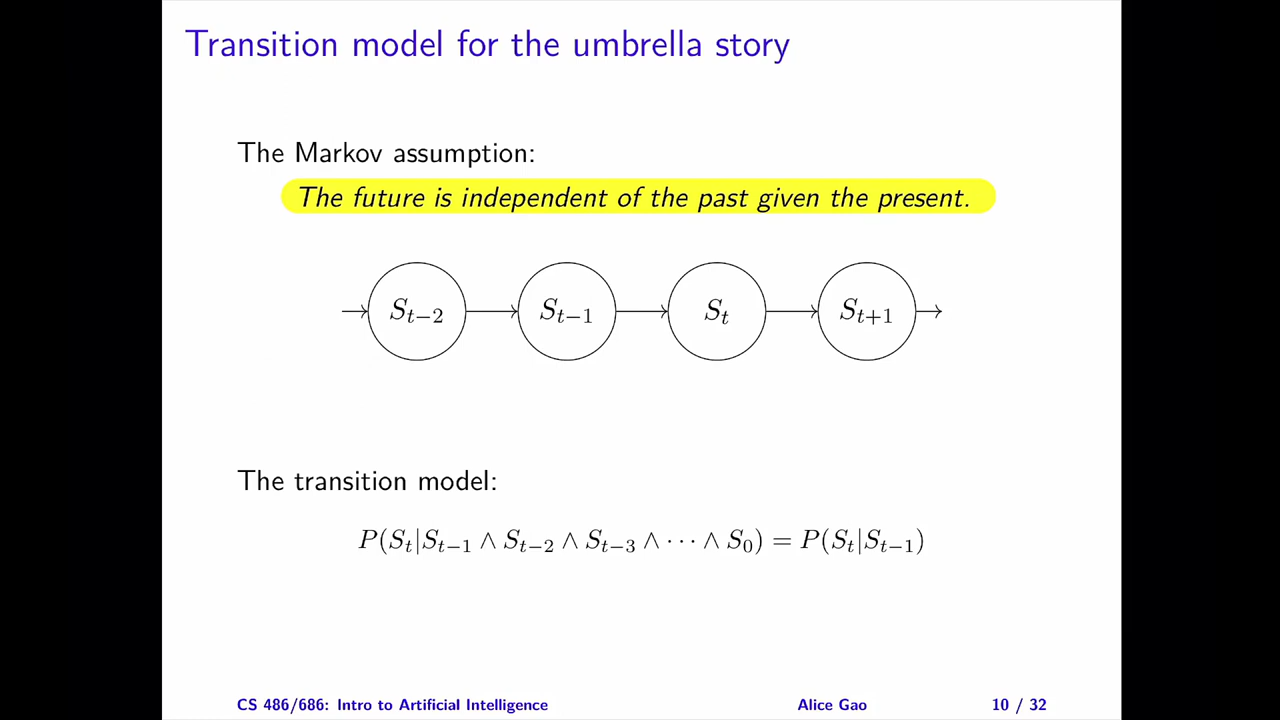 Transition model for the umbrella story
The Markov assumption:
The future is independent of the past given the present.
S_{t−2} S_{t−1} S_t S_{t+1}
The transition model:
P(S_t|S_{t−1} ∧ S_{t−2} ∧ S_{t−3} ∧ ⋯ ∧ S_0) = P(S_t|S_{t−1})
CS 486/686: Intro to Artificial Intelligence Alice Gao 10 / 32